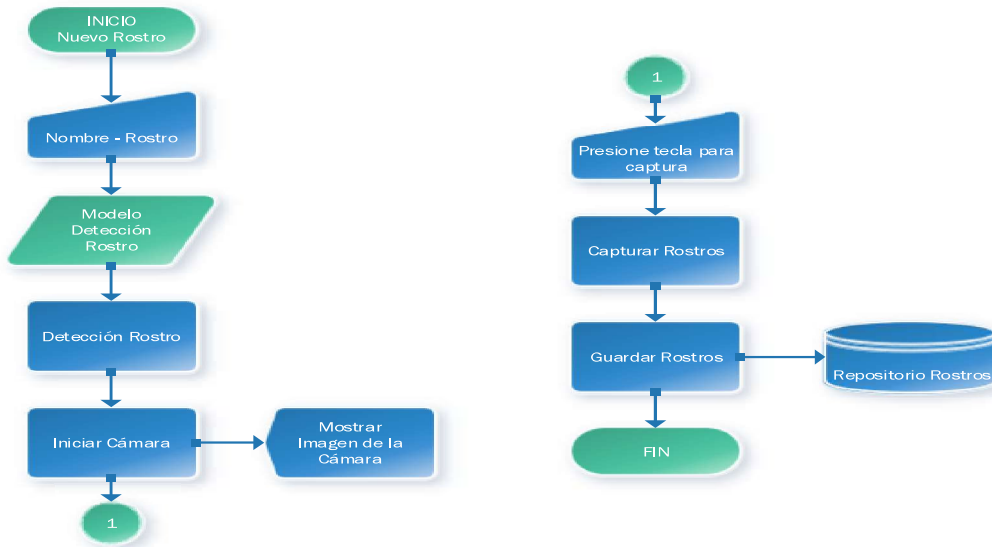 INICIO
Nuevo Rostro
Nombre - Rostro
Modelo
Detección
Rostro
Detección Rostro
Iniciar Cámara
Mostrar
Imagen de la
Cámara
1
1
Presione tecla para
captura
Capturar Rostros
Guardar Rostros
Repositorio Rostros
FIN